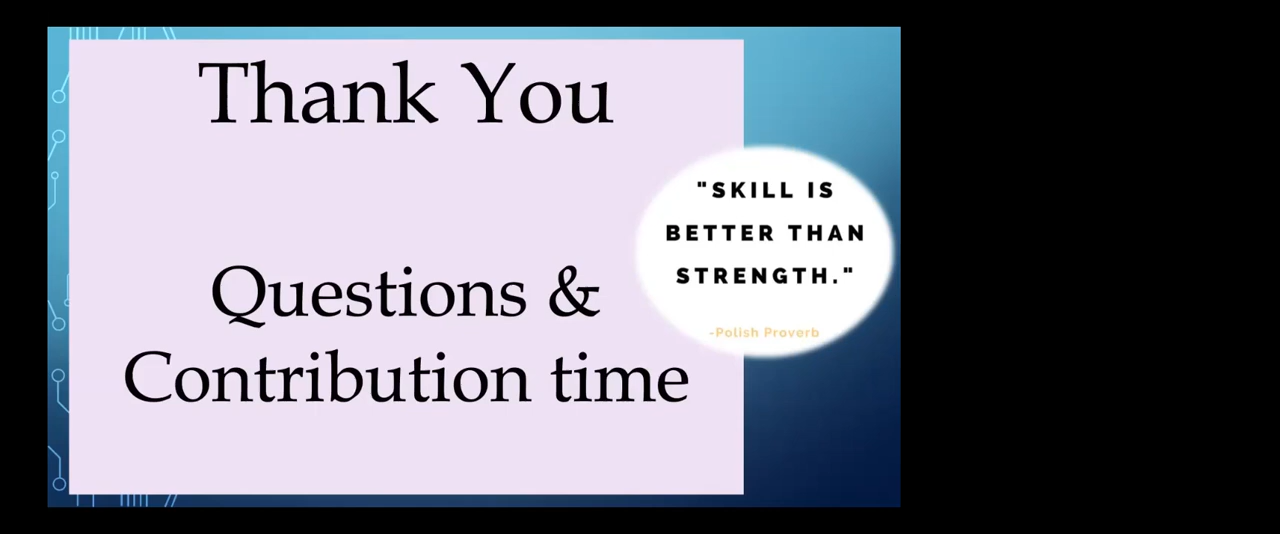 Thank You
Questions &
Contribution time
"SKILL IS
BETTER THAN
STRENGTH."
-Polish Proverb